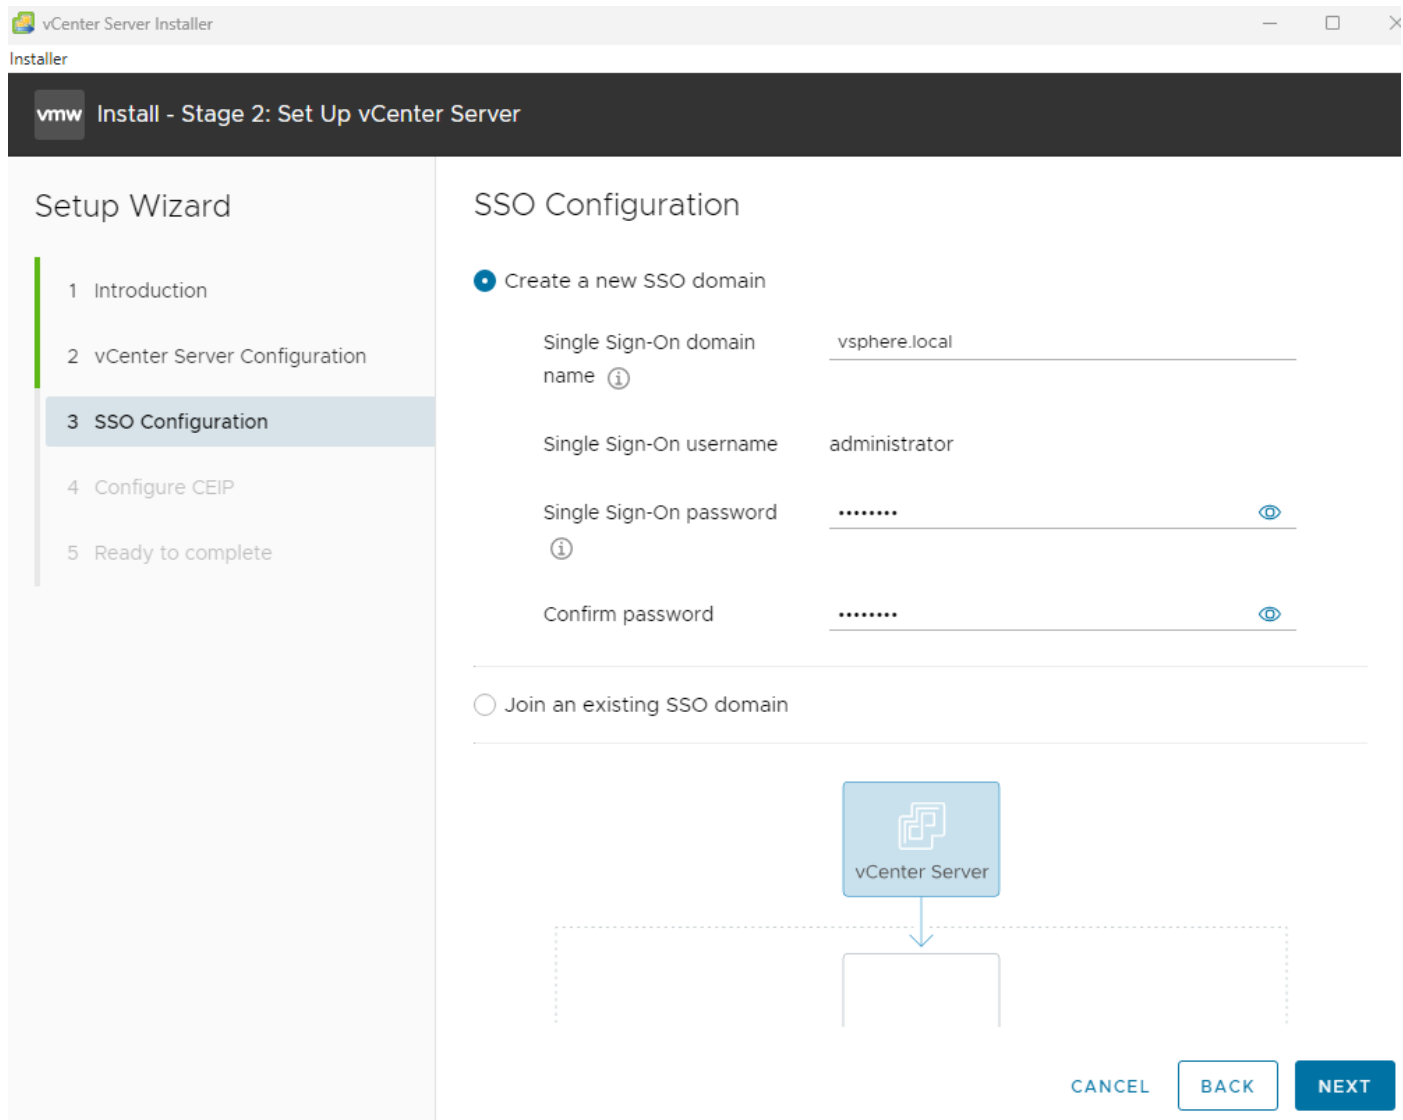 vCenter Server Installer
Installer
vmw Install - Stage 2: Set Up vCenter Server
Setup Wizard
1 Introduction
2 vCenter Server Configuration
3 SSO Configuration
4 Configure CEIP
5 Ready to complete
SSO Configuration
Create a new SSO domain
Single Sign-On domain
name
vsphere.local
Single Sign-On username
administrator
Single Sign-On password
••••••••
Confirm password
••••••••
Join an existing SSO domain
vCenter Server
CANCEL
BACK
NEXT